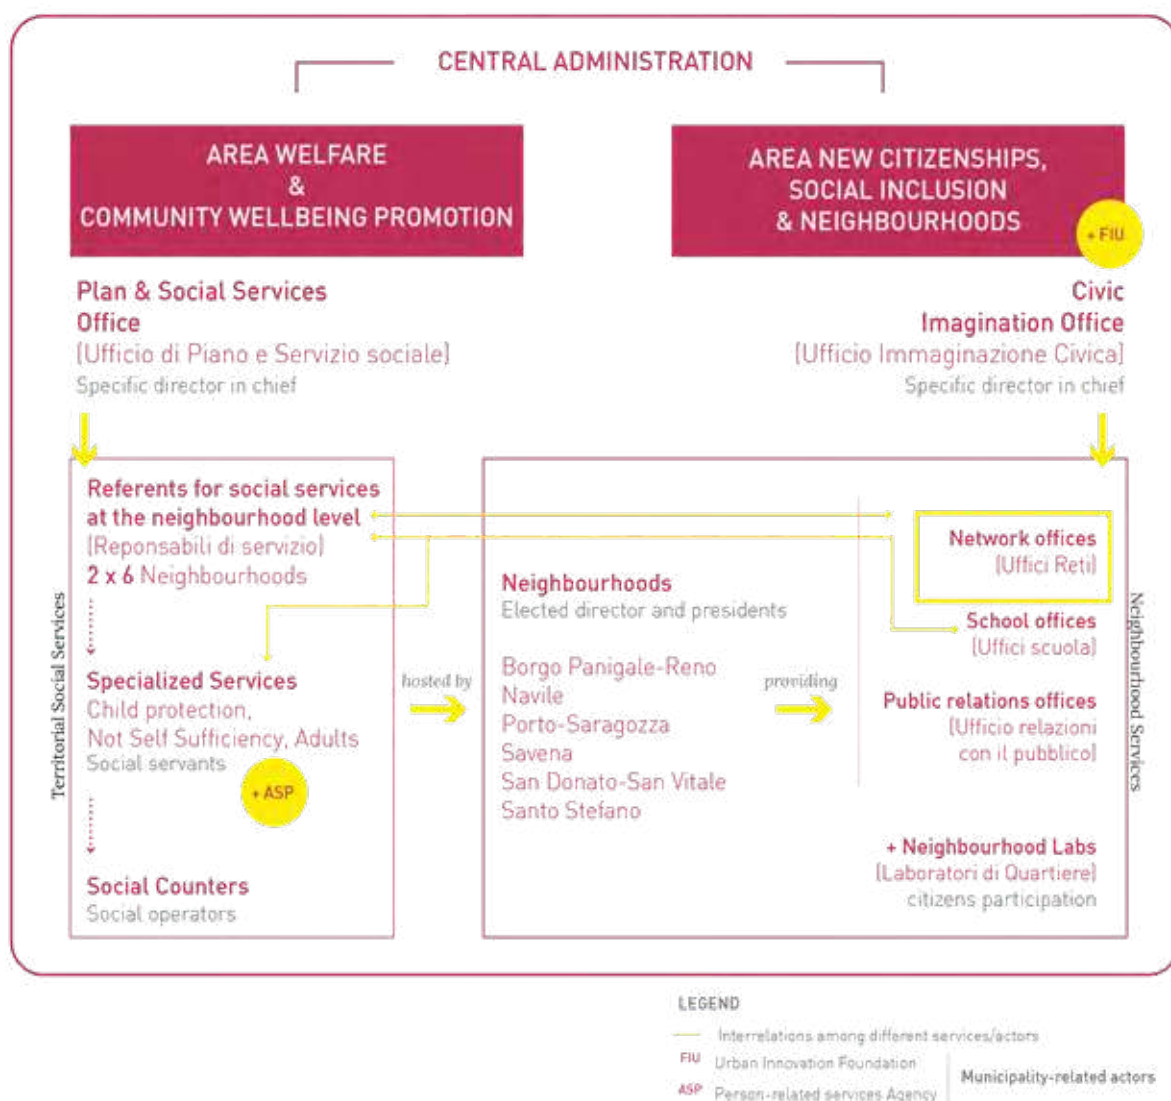 CENTRAL ADMINISTRATION
AREA WELFARE
&
COMMUNITY WELLBEING PROMOTION
AREA NEW CITIZENSHIPS,
SOCIAL INCLUSION
& NEIGHBOURHOODS
+ FIU
Plan & Social Services
Office
(Ufficio di Piano e Servizio sociale)
Specific director in chief
Civic
Imagination Office
(Ufficio Immaginazione Civica)
Specific director in chief
Territorial Social Services
Referents for social services
at the neighbourhood level
(Reponsabili di servizio)
2 x 6 Neighbourhoods
Specialized Services
Child protection,
Not Self Sufficiency, Adults
Social servants
+ ASP
Social Counters
Social operators
hosted by
Neighbourhoods
Elected director and presidents
Borgo Panigale-Reno
Navile
Porto-Saragozza
Savena
San Donato-San Vitale
Santo Stefano
providing
Network offices
(Uffici Reti)
School offices
(Uffici scuola)
Public relations offices
(Ufficio relazioni
con il pubblico)
+ Neighbourhood Labs
(Laboratori di Quartiere)
citizens participation
Neighbourhood Services
LEGEND
Interrelations among different services/actors
FIU Urban Innovation Foundation
ASP Person-related services Agency
Municipality-related actors